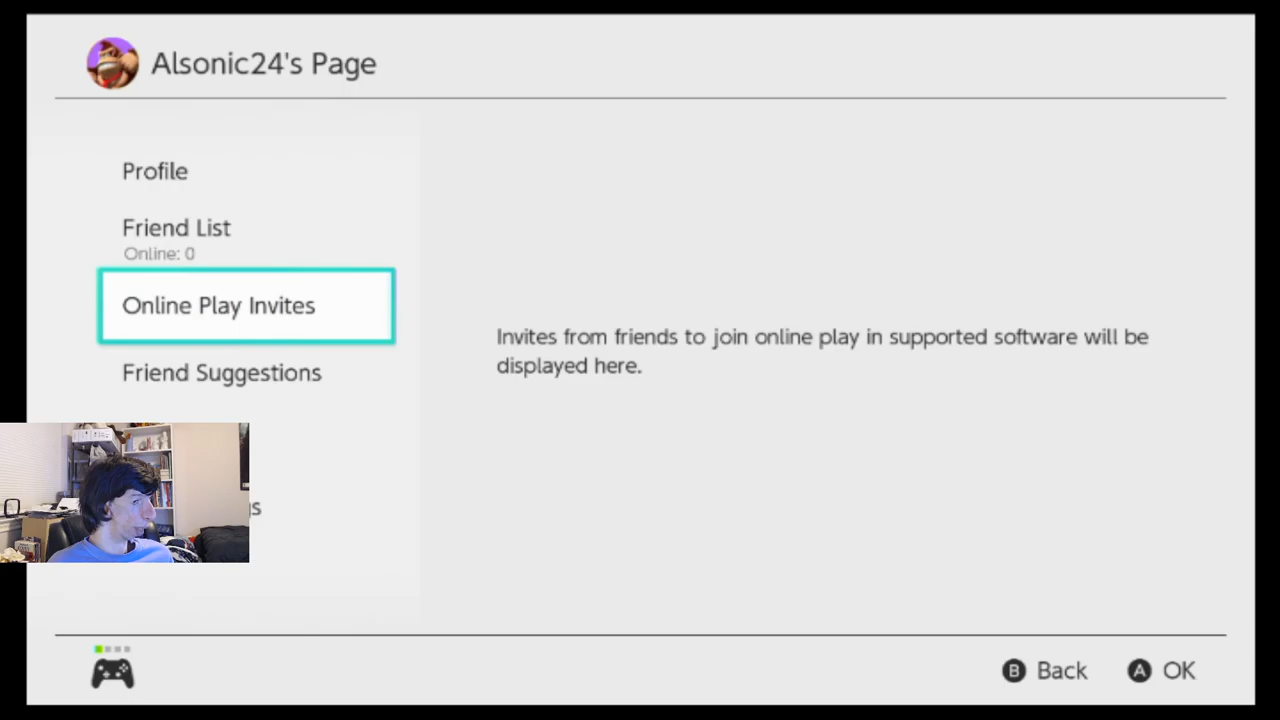 Alsonic24's Page
Profile
Friend List
Online: 0
Online Play Invites
Friend Suggestions
Invites from friends to join online play in supported software will be
displayed here.
B Back
A OK